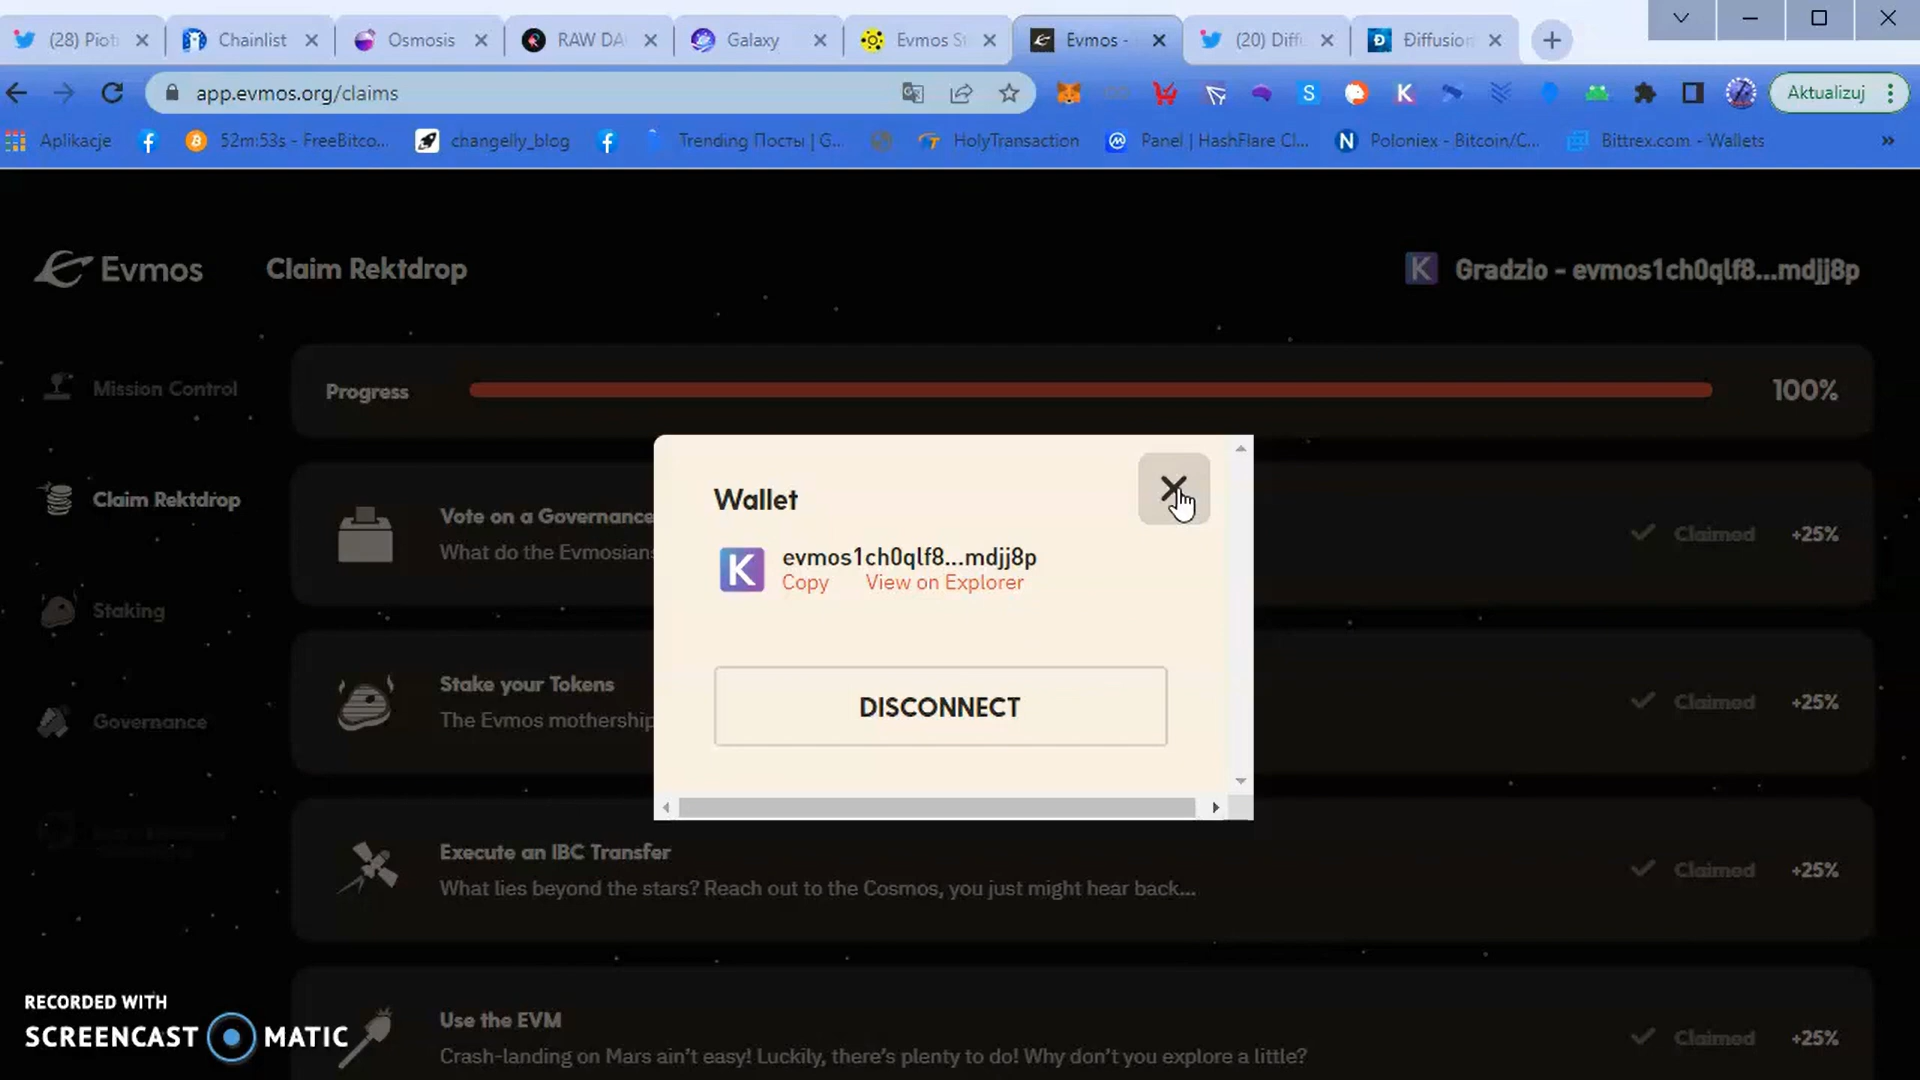 (28) Piot
Chainlist
Osmosis
RAW DA
Galaxy
Evmos S
Evmos -
(20) Diffu
Diffusion
app.evmos.org/claims
Aktualizuj
Aplikacje
52m:53s - FreeBitco...
changelly_blog
Trending Посты | G...
HolyTransaction
Panel | HashFlare Cl...
Poloniex - Bitcoin/C...
Bittrex.com - Wallets
Evmos
Claim Rektdrop
Gradzio - evmos1ch0qlf8...mdjj8p
Mission Control
Claim Rektdrop
Staking
Governance
Progress
100%
Vote on a Governance
What do the Evmosians
Claimed
+25%
Stake your Tokens
The Evmos mothership
Claimed
+25%
Execute an IBC Transfer
What lies beyond the stars? Reach out to the Cosmos, you just might hear back...
Claimed
+25%
Use the EVM
Crash-landing on Mars ain't easy! Luckily, there's plenty to do! Why don't you explore a little?
Claimed
+25%
Wallet
K
evmos1ch0qlf8...mdjj8p
Copy
View on Explorer
DISCONNECT
RECORDED WITH
SCREENCAST MATIC